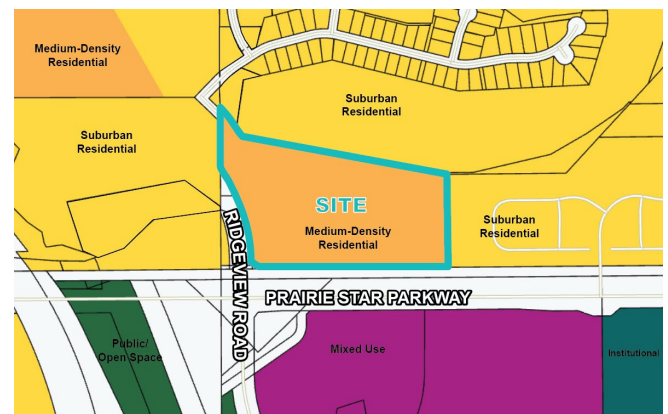 Medium-Density
Residential
Suburban
Residential
Suburban
Residential
SITE
Medium-Density
Residential
Suburban
Residential
RIDGEVIEW ROAD
PRAIRIE STAR PARKWAY
Public/
Open Space
Mixed Use
Institutional